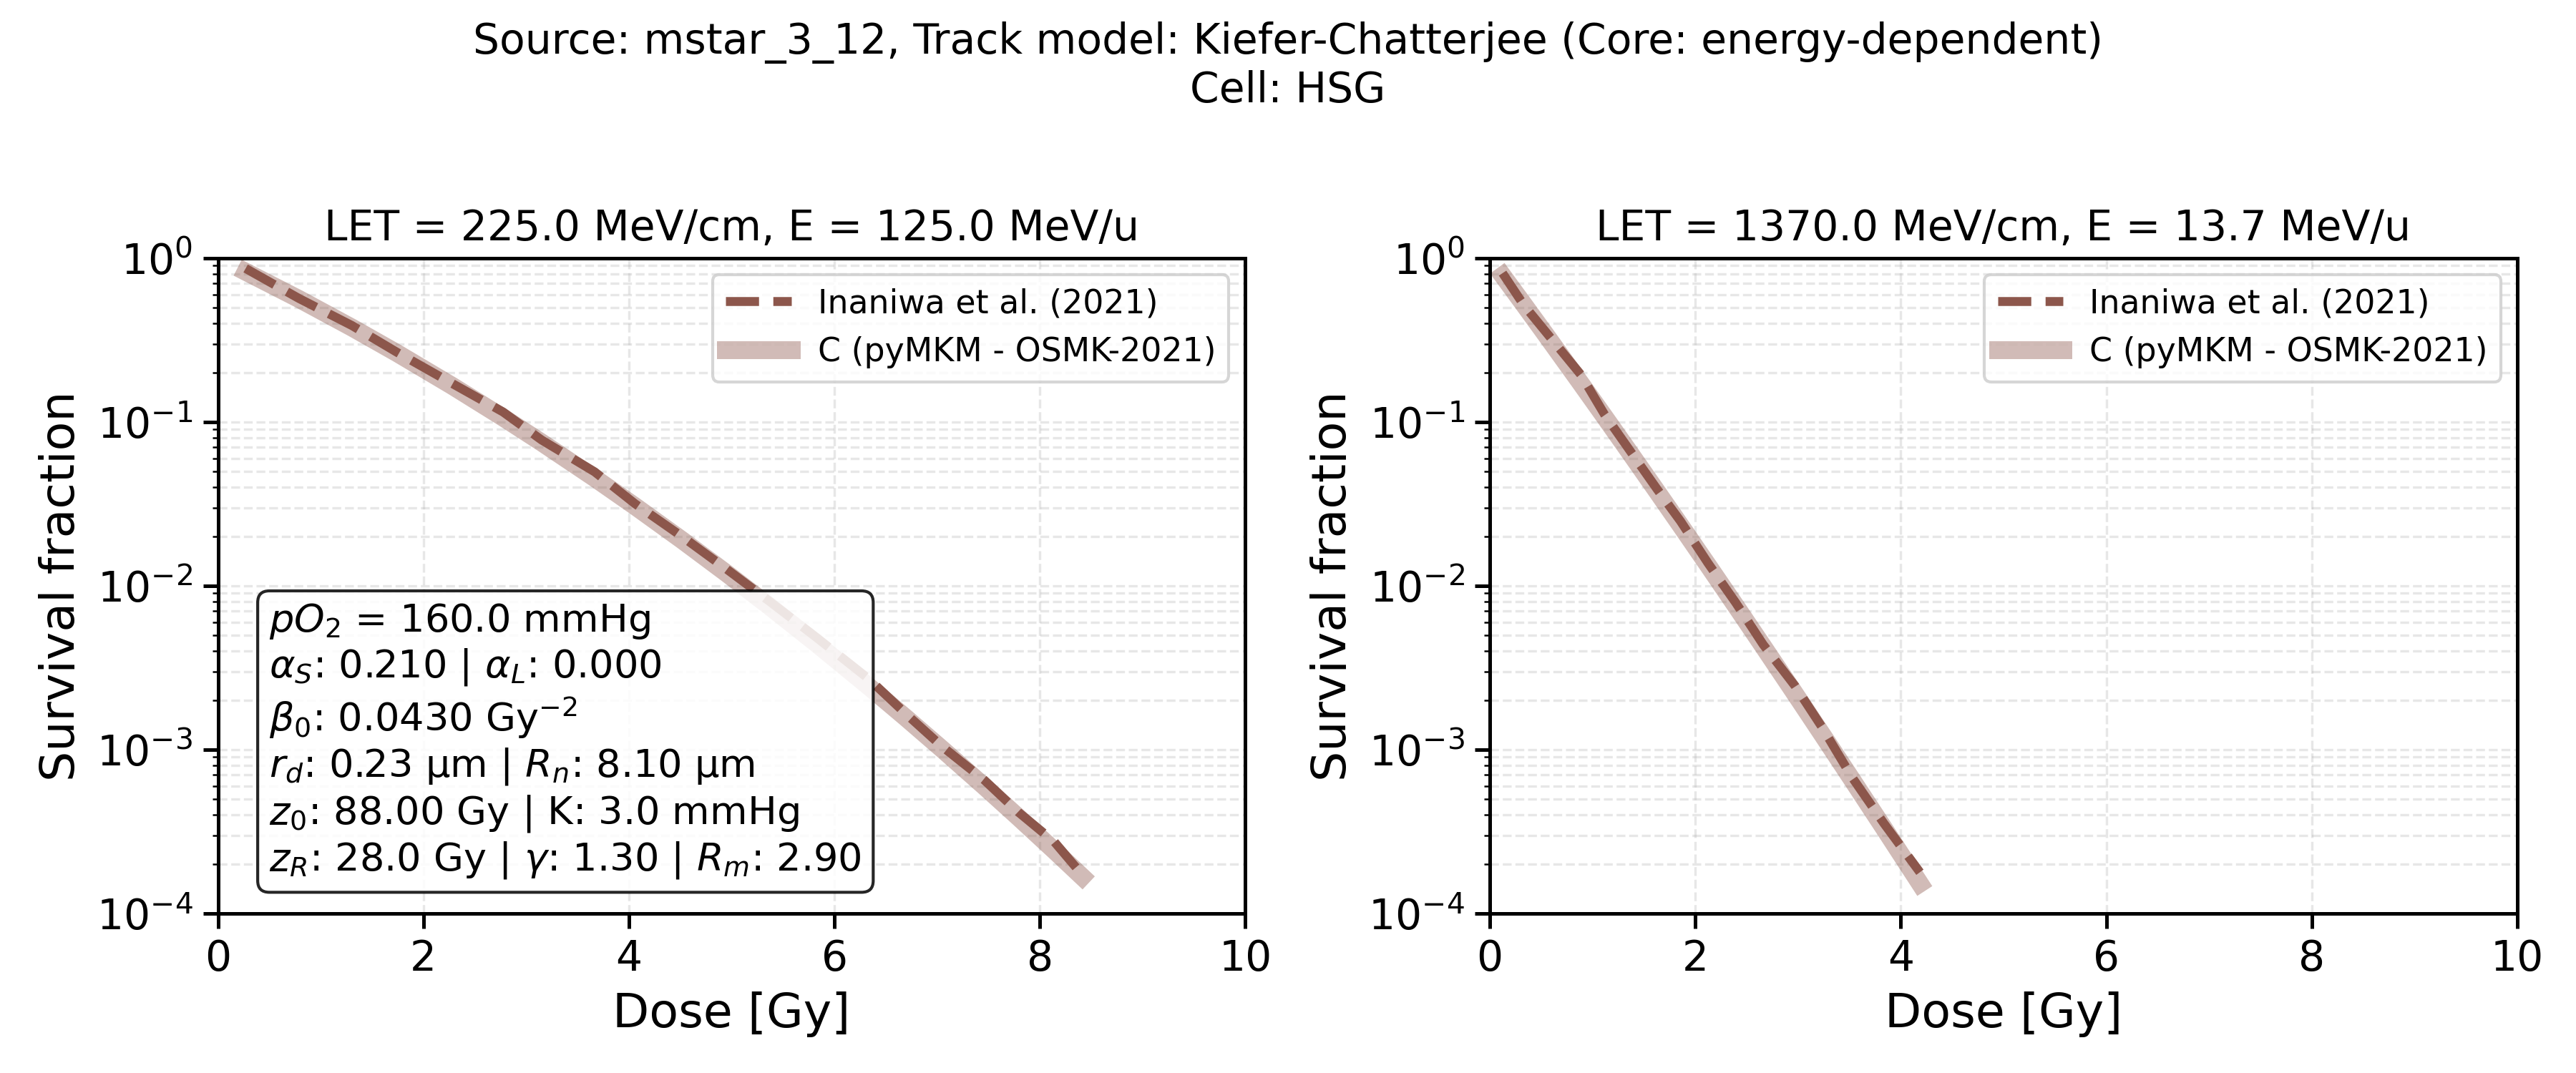 Source: mstar_3_12, Track model: Kiefer-Chatterjee (Core: energy-dependent)
Cell: HSG
LET = 225.0 MeV/cm, E = 125.0 MeV/u
Survival fraction
10⁰
10⁻¹
10⁻²
10⁻³
10⁻⁴
Inaniwa et al. (2021)
C (pyMKM - OSMK-2021)
pO₂ = 160.0 mmHg
α_S: 0.210 | α_L: 0.000
β₀: 0.0430 Gy⁻²
r_d: 0.23 µm | R_n: 8.10 µm
z₀: 88.00 Gy | K: 3.0 mmHg
z_R: 28.0 Gy | γ: 1.30 | R_m: 2.90
0 2 4 6 8 10
Dose [Gy]
LET = 1370.0 MeV/cm, E = 13.7 MeV/u
Survival fraction
10⁰
10⁻¹
10⁻²
10⁻³
10⁻⁴
Inaniwa et al. (2021)
C (pyMKM - OSMK-2021)
0 2 4 6 8 10
Dose [Gy]